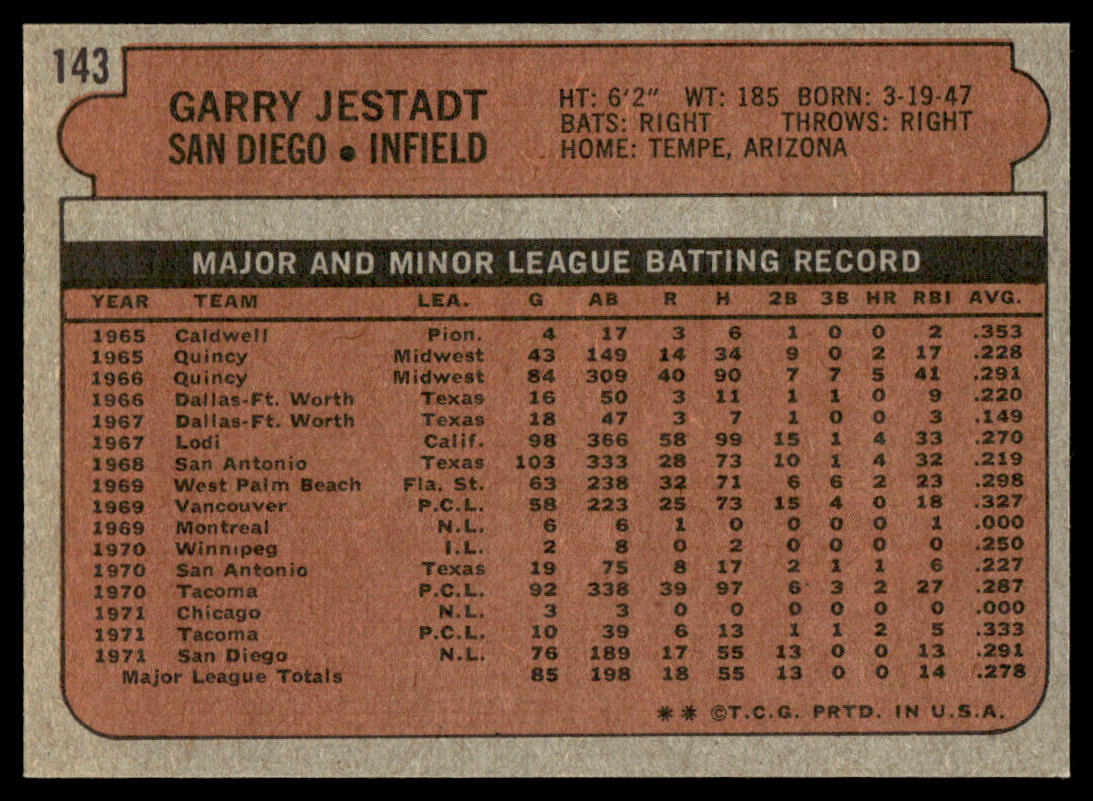 143
GARRY JESTADT
SAN DIEGO • INFIELD
HT: 6'2" WT: 185 BORN: 3-19-47
BATS: RIGHT THROWS: RIGHT
HOME: TEMPE, ARIZONA
MAJOR AND MINOR LEAGUE BATTING RECORD
YEAR TEAM LEA. G AB R H 2B 3B HR RBI AVG.
1965 Caldwell Pion. 4 17 3 6 1 0 0 2 .353
1965 Quincy Midwest 43 149 14 34 9 0 2 17 .228
1966 Quincy Midwest 84 309 40 90 7 7 5 41 .291
1966 Dallas-Ft. Worth Texas 16 50 3 11 1 1 0 9 .220
1967 Dallas-Ft. Worth Texas 18 47 3 7 1 0 0 3 .149
1967 Lodi Calif. 98 366 58 99 15 1 4 33 .270
1968 San Antonio Texas 103 333 28 73 10 1 4 32 .219
1969 West Palm Beach Fla. St. 63 238 32 71 6 6 2 23 .298
1969 Vancouver P.C.L. 58 223 25 73 15 4 0 18 .327
1969 Montreal N.L. 6 6 1 0 0 0 0 1 .000
1970 Winnipeg I.L. 2 8 0 2 0 0 0 0 .250
1970 San Antonio Texas 19 75 8 17 2 1 1 6 .227
1970 Tacoma P.C.L. 92 338 39 97 6 3 2 27 .287
1971 Chicago N.L. 3 3 0 0 0 0 0 0 .000
1971 Tacoma P.C.L. 10 39 6 13 1 1 2 5 .333
1971 San Diego N.L. 76 189 17 55 13 0 0 13 .291
Major League Totals 85 198 18 55 13 0 0 14 .278
** ©T.C.G. PRTD. IN U.S.A.